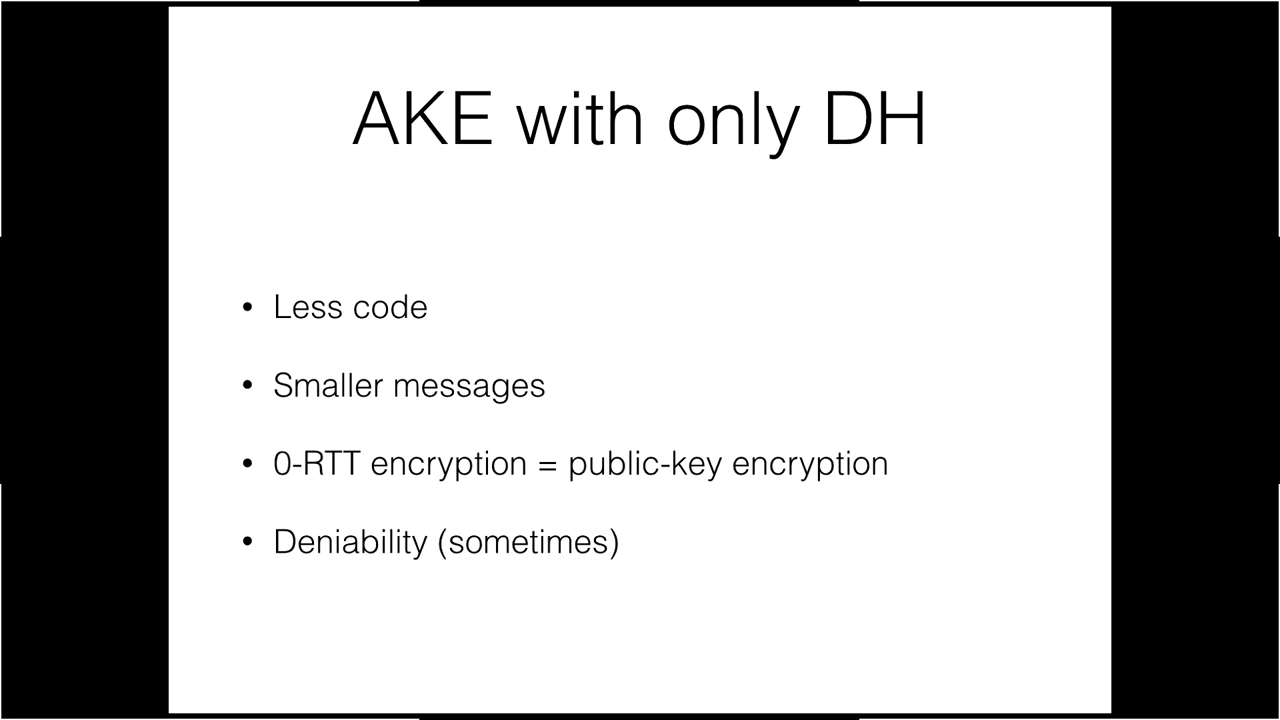 AKE with only DH
• Less code
• Smaller messages
• 0-RTT encryption = public-key encryption
• Deniability (sometimes)